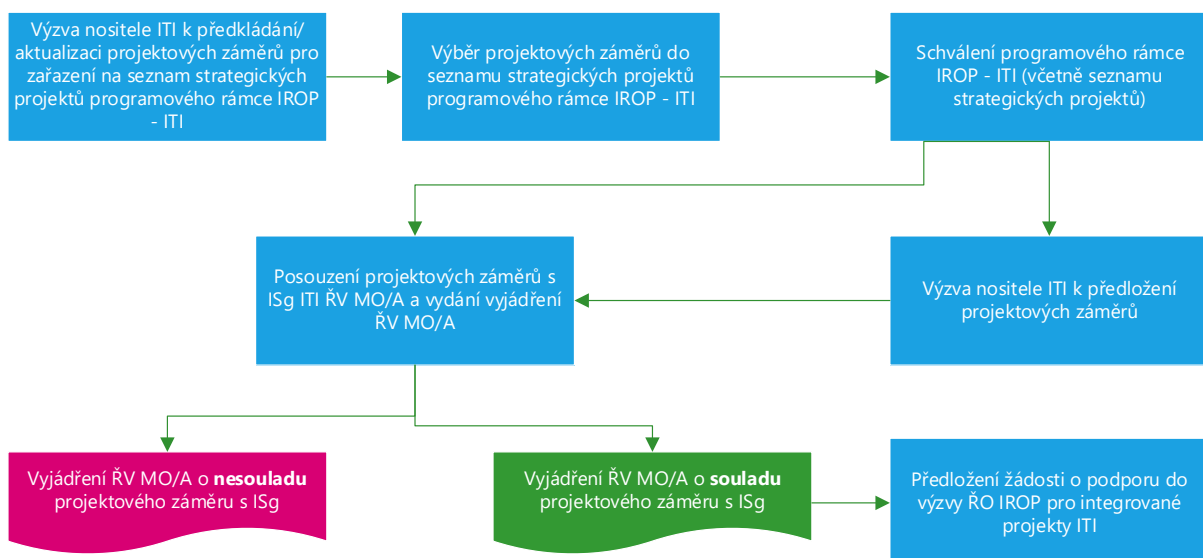 Výzva nositele ITI k předkládání/
aktualizaci projektových záměrů pro
zařazení na seznam strategických
projektů programového rámce IROP
- ITI
Výběr projektových záměrů do
seznamu strategických projektů
programového rámce IROP - ITI
Schválení programového rámce
IROP - ITI (včetně seznamu
strategických projektů)
Posouzení projektových záměrů s
ISg ITI ŘV MO/A a vydání vyjádření
ŘV MO/A
Výzva nositele ITI k předložení
projektových záměrů
Vyjádření ŘV MO/A o nesouladu
projektového záměru s ISg
Vyjádření ŘV MO/A o souladu
projektového záměru s ISg
Předložení žádosti o podporu do
výzvy ŘO IROP pro integrované
projekty ITI